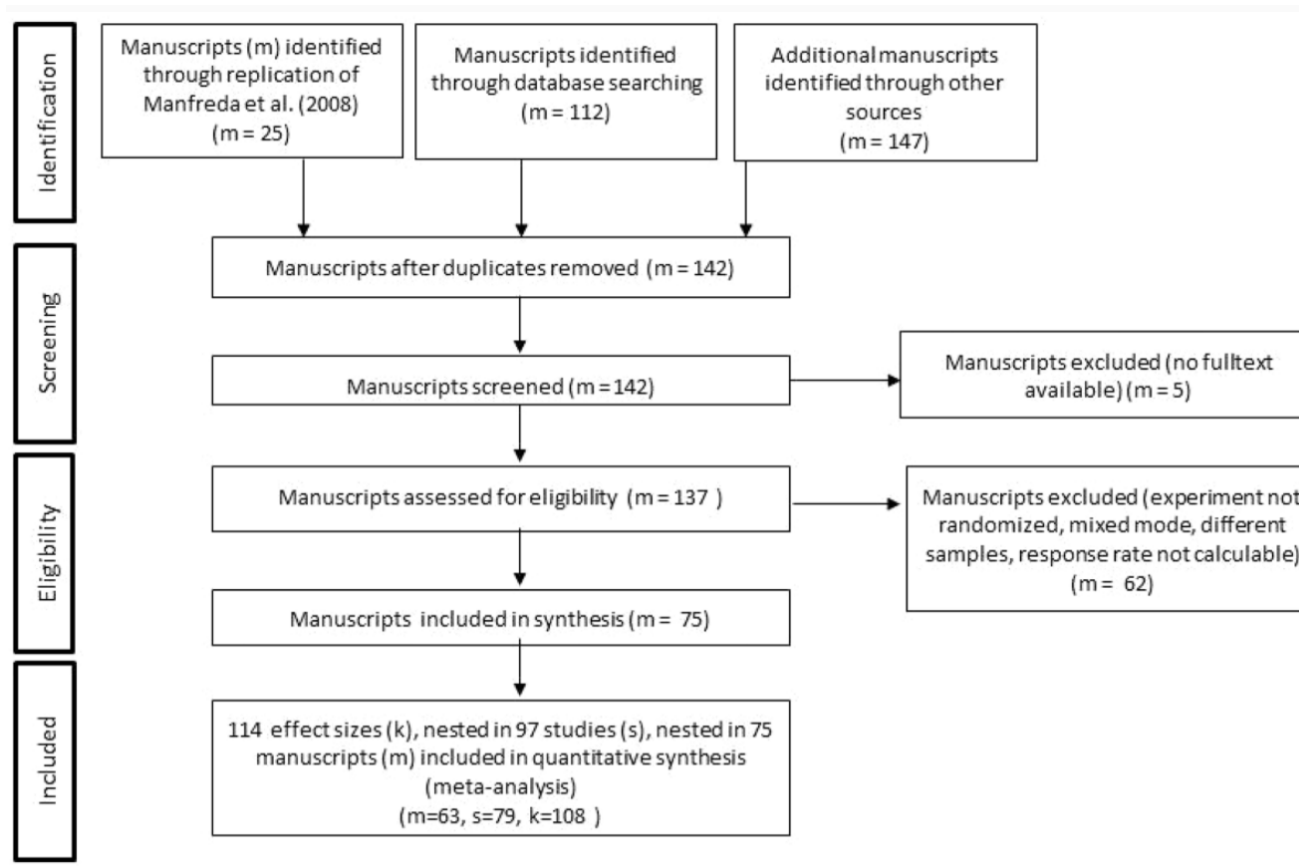 Identification
Manuscripts (m) identified
through replication of
Manfreda et al. (2008)
(m = 25)
Manuscripts identified
through database searching
(m = 112)
Additional manuscripts
identified through other
sources
(m = 147)
Screening
Manuscripts after duplicates removed (m = 142)
Manuscripts screened (m = 142)
Manuscripts excluded (no fulltext
available) (m = 5)
Eligibility
Manuscripts assessed for eligibility (m = 137 )
Manuscripts excluded (experiment not
randomized, mixed mode, different
samples, response rate not calculable)
(m = 62)
Manuscripts included in synthesis (m = 75)
Included
114 effect sizes (k), nested in 97 studies (s), nested in 75
manuscripts (m) included in quantitative synthesis
(meta-analysis)
(m=63, s=79, k=108 )